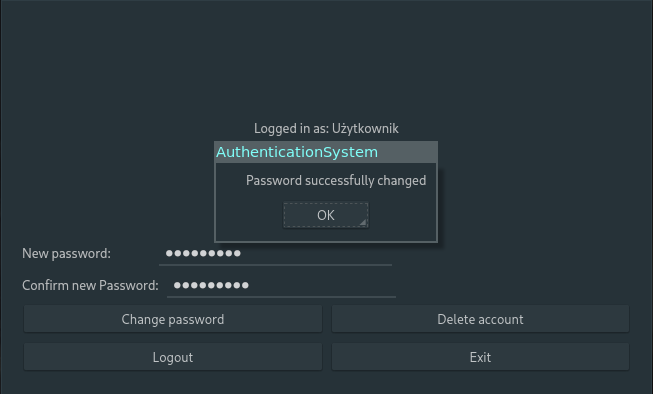 Logged in as: Użytkownik
AuthenticationSystem
Password successfully changed
OK
New password: ●●●●●●●●●
Confirm new Password: ●●●●●●●●●
Change password
Delete account
Logout
Exit